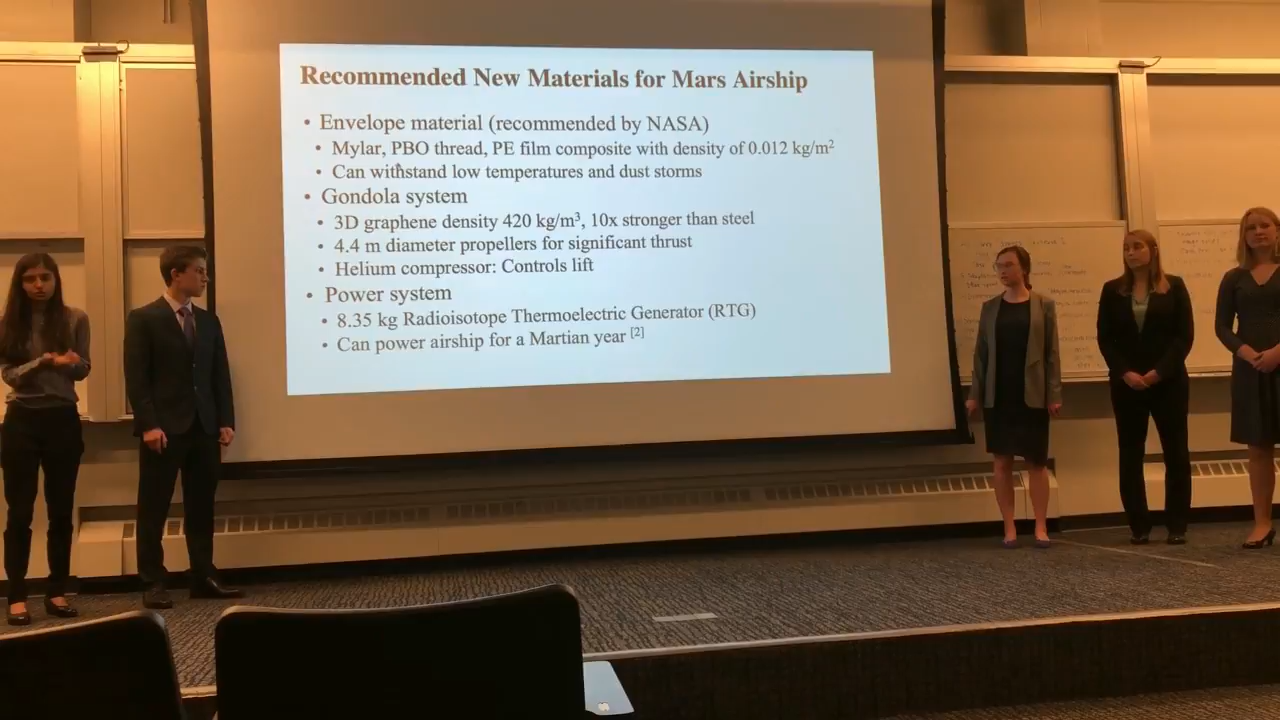 Recommended New Materials for Mars Airship
• Envelope material (recommended by NASA)
• Mylar, PBO thread, PE film composite with density of 0.012 kg/m²
• Can withstand low temperatures and dust storms
• Gondola system
• 3D graphene density 420 kg/m³, 10x stronger than steel
• 4.4 m diameter propellers for significant thrust
• Helium compressor: Controls lift
• Power system
• 8.35 kg Radioisotope Thermoelectric Generator (RTG)
• Can power airship for a Martian year [2]